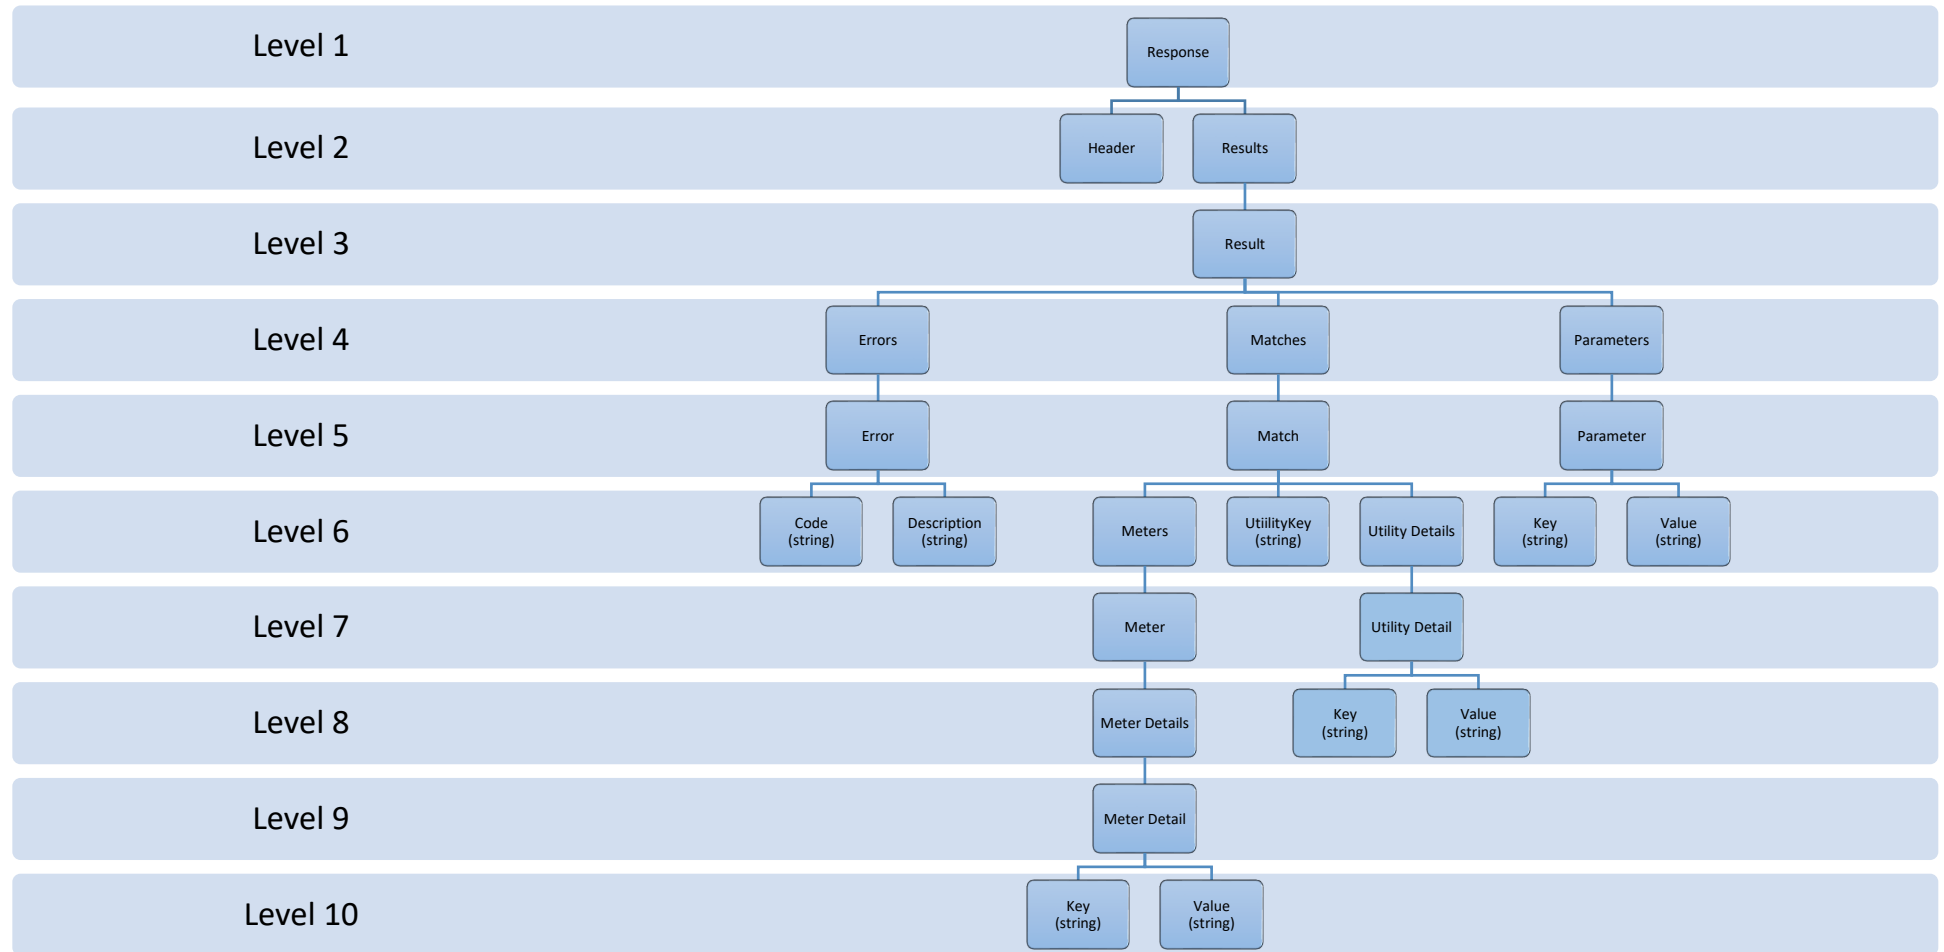 Level 1
Response
Level 2
Header
Results
Level 3
Result
Level 4
Errors
Matches
Parameters
Level 5
Error
Match
Parameter
Level 6
Code
(string)
Description
(string)
Meters
UtiilityKey
(string)
Utility Details
Key
(string)
Value
(string)
Level 7
Meter
Utility Detail
Level 8
Meter Details
Key
(string)
Value
(string)
Level 9
Meter Detail
Level 10
Key
(string)
Value
(string)